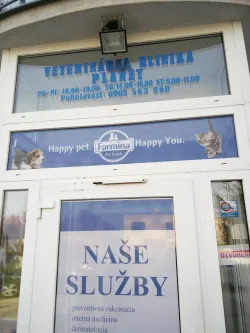 VETERINÁRNA KLINIKA
PLANET
PO-PI: 10,00-19,00
Pohotovosť: 0903 563 960
Happy pet. Farmina Happy You.
NAŠE
SLUŽBY
preventívna vakcinácia
interná medicína
dermatológia